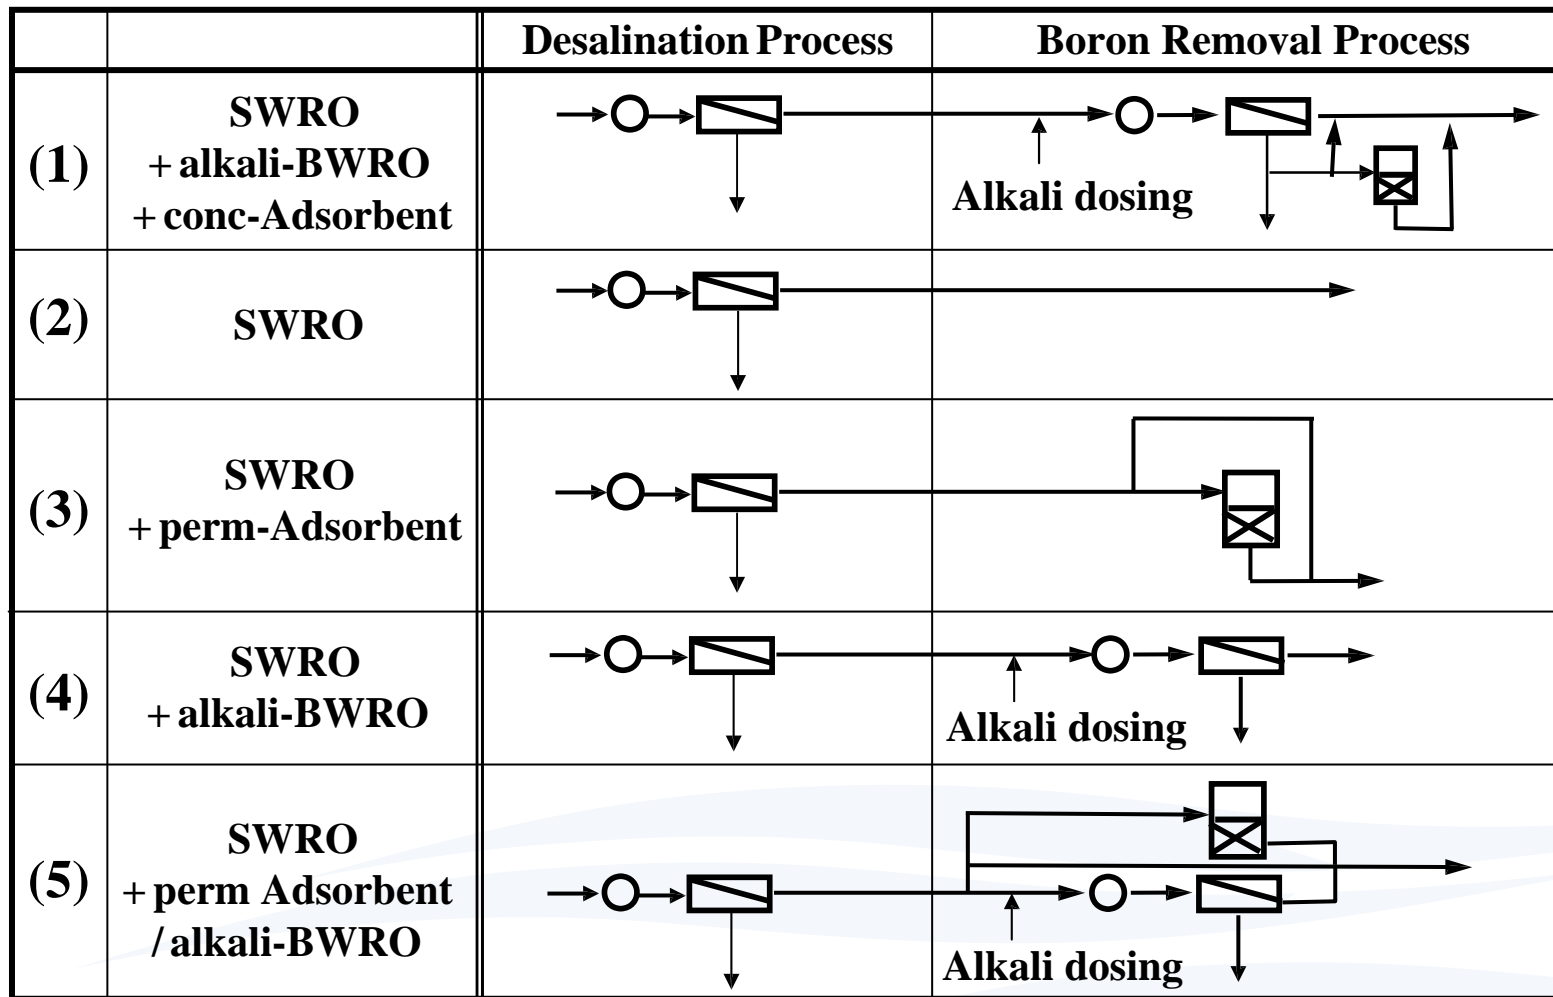 Desalination Process
Boron Removal Process
(1)
SWRO
+ alkali-BWRO
+ conc-Adsorbent
Alkali dosing
(2)
SWRO
(3)
SWRO
+ perm-Adsorbent
(4)
SWRO
+ alkali-BWRO
Alkali dosing
(5)
SWRO
+ perm Adsorbent
/ alkali-BWRO
Alkali dosing